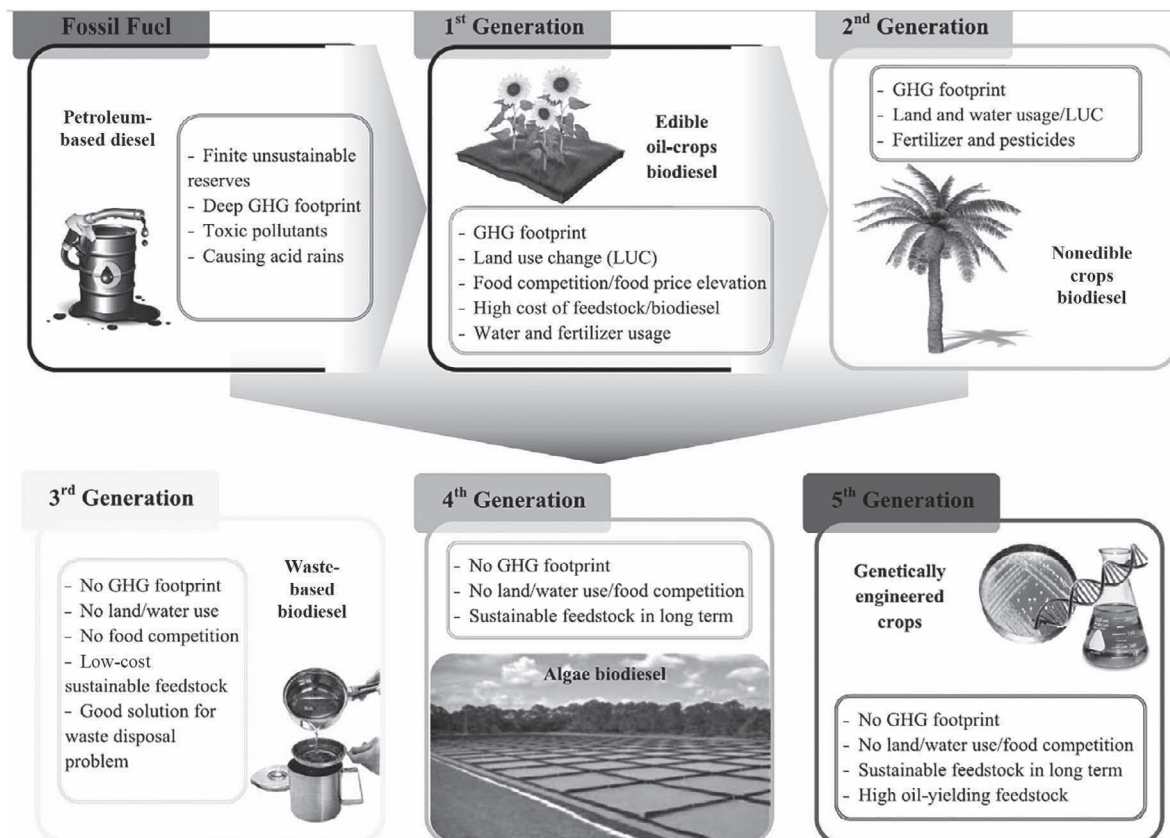 Fossil Fucl
Petroleum-
based diesel
- Finite unsustainable
reserves
- Deep GHG footprint
- Toxic pollutants
- Causing acid rains
1st Generation
Edible
oil-crops
biodiesel
- GHG footprint
- Land use change (LUC)
- Food competition/food price elevation
- High cost of feedstock/biodiesel
- Water and fertilizer usage
2nd Generation
- GHG footprint
- Land and water usage/LUC
- Fertilizer and pesticides
Nonedible
crops
biodiesel
3rd Generation
- No GHG footprint
- No land/water use
- No food competition
- Low-cost
sustainable feedstock
- Good solution for
waste disposal
problem
Waste-
based
biodiesel
4th Generation
- No GHG footprint
- No land/water use/food competition
- Sustainable feedstock in long term
Algae biodiesel
5th Generation
Genetically
engineered
crops
- No GHG footprint
- No land/water use/food competition
- Sustainable feedstock in long term
- High oil-yielding feedstock